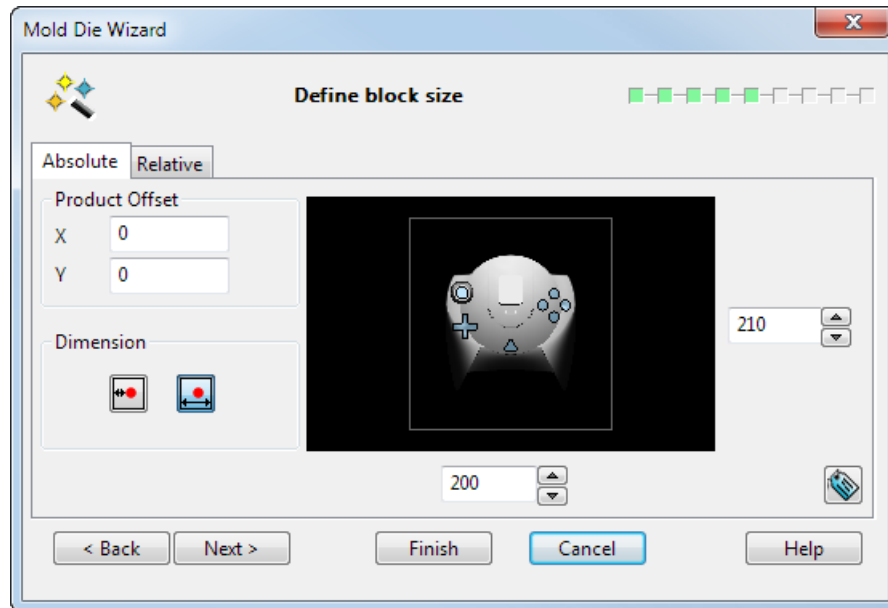 Mold Die Wizard
Define block size
Absolute Relative
Product Offset
X 0
Y 0
210
Dimension
200
< Back Next > Finish Cancel Help